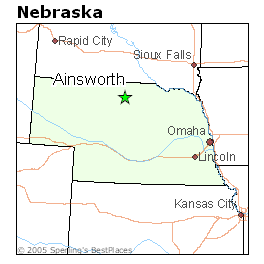 Nebraska
Rapid City
Sioux Falls
Ainsworth
Omaha
Lincoln
Kansas City
© 2005 Sperling's BestPlaces